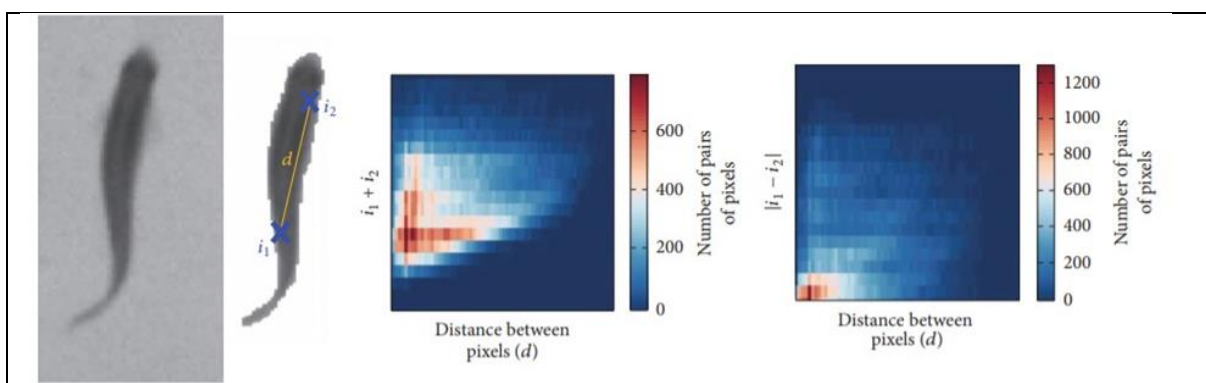 i₁
i₂
d
i₁ + i₂
Distance between
pixels (d)
600
400
200
0
Number of pairs
of pixels
|i₁ − i₂|
Distance between
pixels (d)
1200
1000
800
600
400
200
0
Number of pairs
of pixels